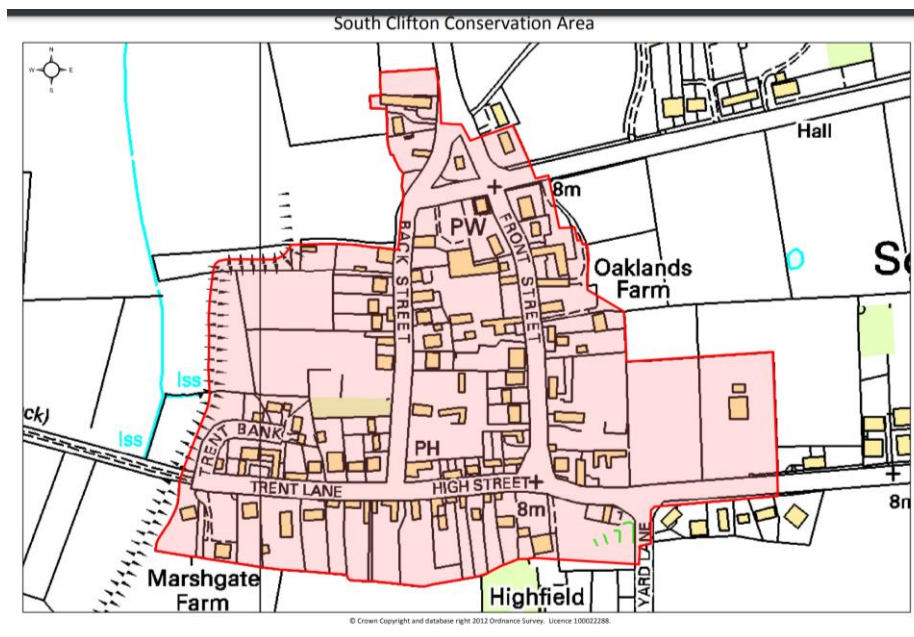 South Clifton Conservation Area
N
W E
S
Hall
8m
PW
BACK STREET
FRONT STREET
Oaklands
Farm
S
Iss
ck)
Iss
TRENT BANK
PH
TRENT LANE
HIGH STREET
8m
8m
YARD LANE
Marshgate
Farm
Highfield
© Crown Copyright and database right 2012 Ordnance Survey. Licence 100022288.